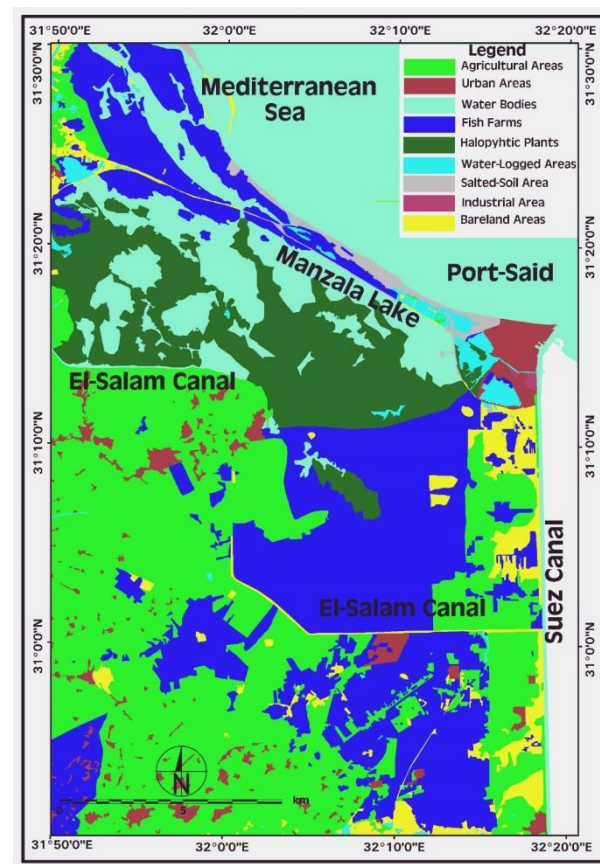 31°50'0"E
32°0'0"E
32°10'0"E
32°20'0"E
31°30'0"N
31°30'0"N
Legend
Agricultural Areas
Urban Areas
Water Bodies
Fish Farms
Halopyhtic Plants
Water-Logged Areas
Salted-Soil Area
Industrial Area
Bareland Areas
Mediterranean
Sea
31°20'0"N
31°20'0"N
Manzala Lake
Port-Said
El-Salam Canal
31°10'0"N
31°10'0"N
El-Salam Canal
Suez Canal
31°0'0"N
31°0'0"N
N
km
0
5
31°50'0"E
32°0'0"E
32°10'0"E
32°20'0"E